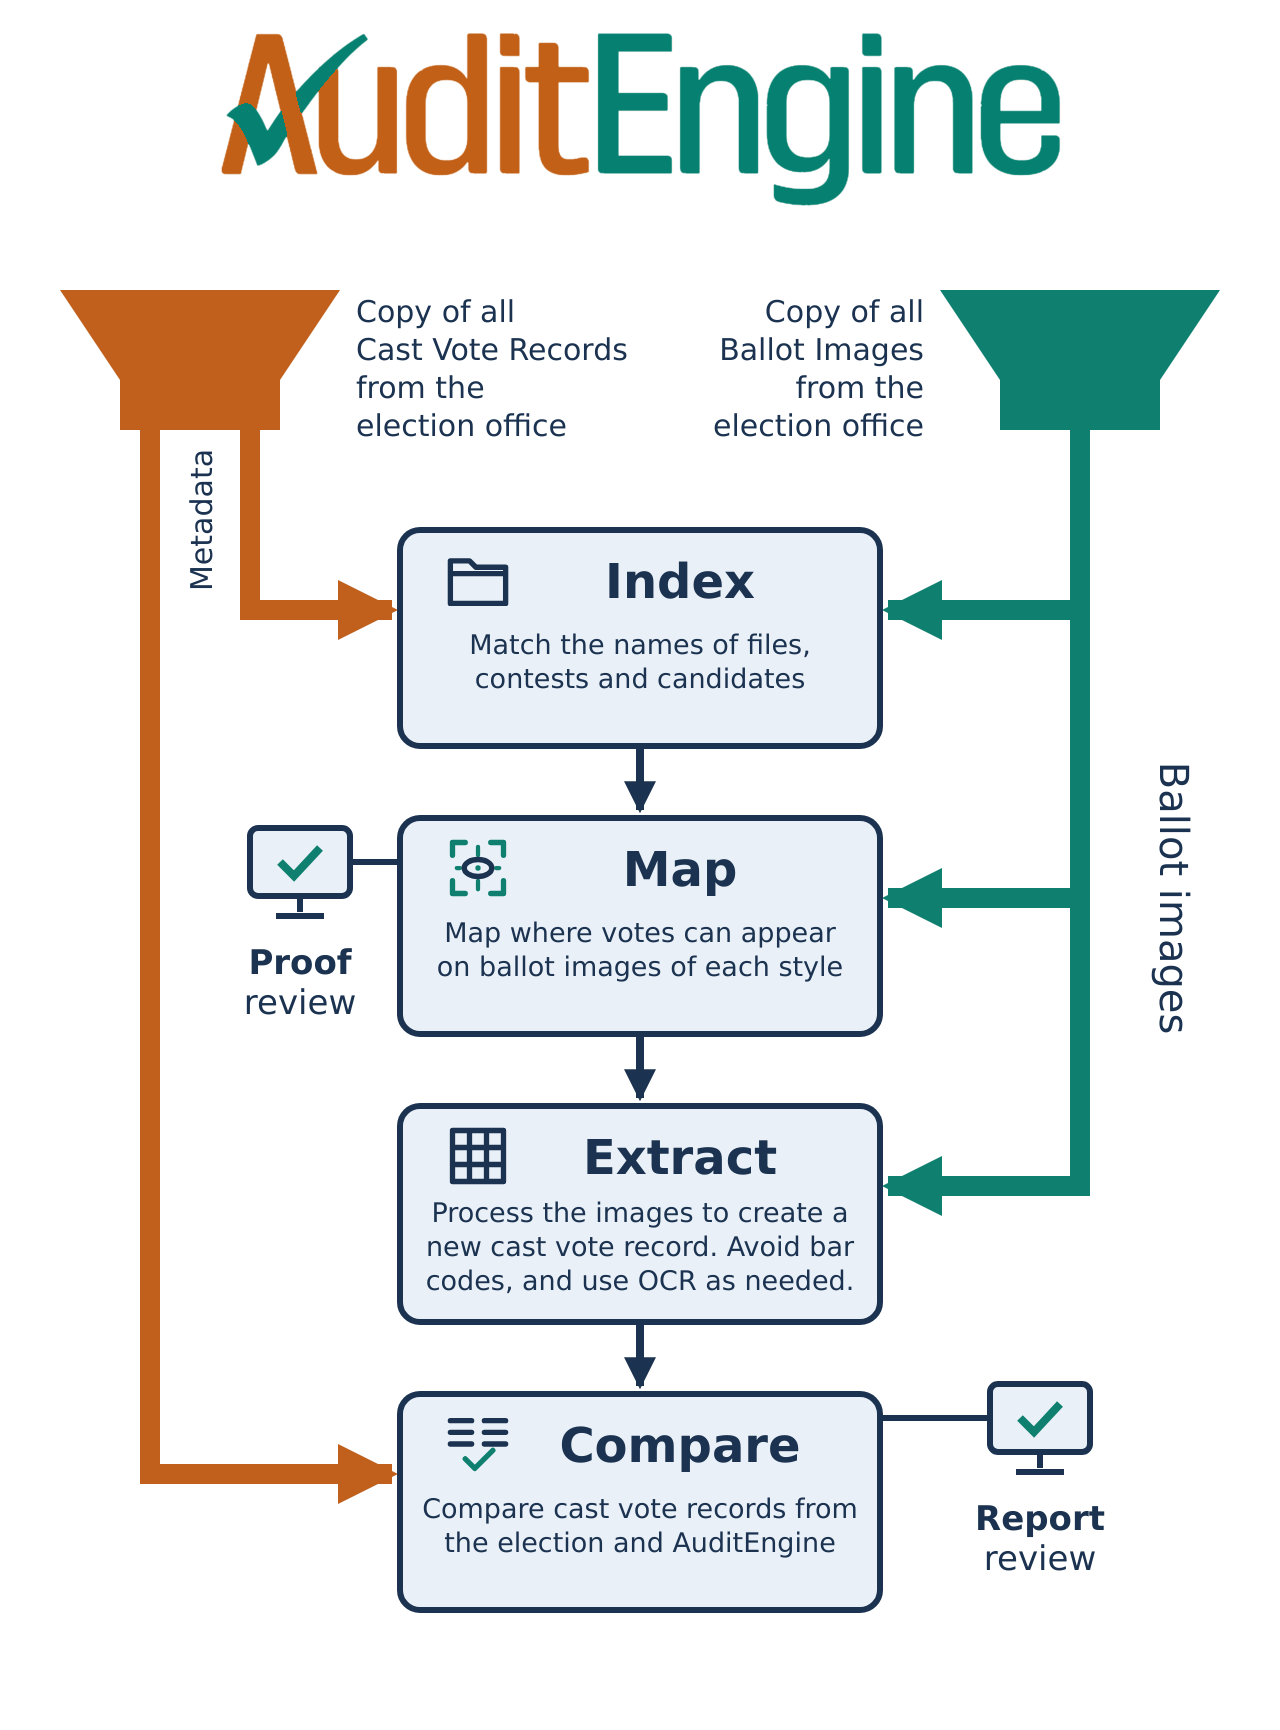 AuditEngine
Copy of all
Cast Vote Records
from the
election office
Copy of all
Ballot Images
from the
election office
Metadata
Index
Match the names of files,
contests and candidates
Ballot images
Map
Map where votes can appear
on ballot images of each style
Proof
review
Extract
Process the images to create a
new cast vote record. Avoid bar
codes, and use OCR as needed.
Compare
Compare cast vote records from
the election and AuditEngine
Report
review